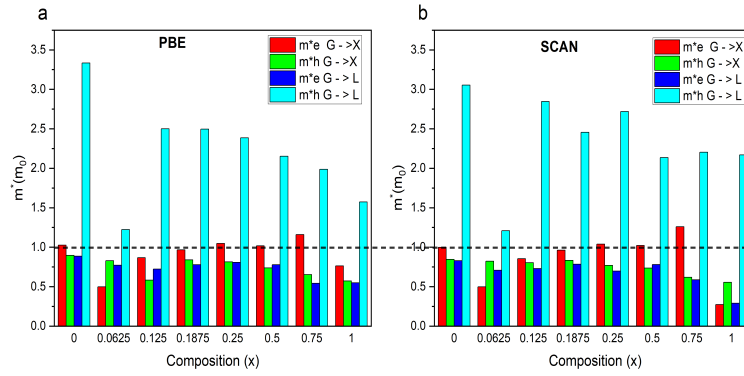 a
PBE
m*e G ->X
m*h G - >X
m*e G - > L
m*h G - > L
m*(m0)
3.5
3.0
2.5
2.0
1.5
1.0
0.5
0.0
0 0.0625 0.125 0.1875 0.25 0.5 0.75 1
Composition (x)
b
SCAN
m*e G ->X
m*h G - >X
m*e G - > L
m*h G - > L
3.5
3.0
2.5
2.0
1.5
1.0
0.5
0.0
0 0.0625 0.125 0.1875 0.25 0.5 0.75 1
Composition (x)